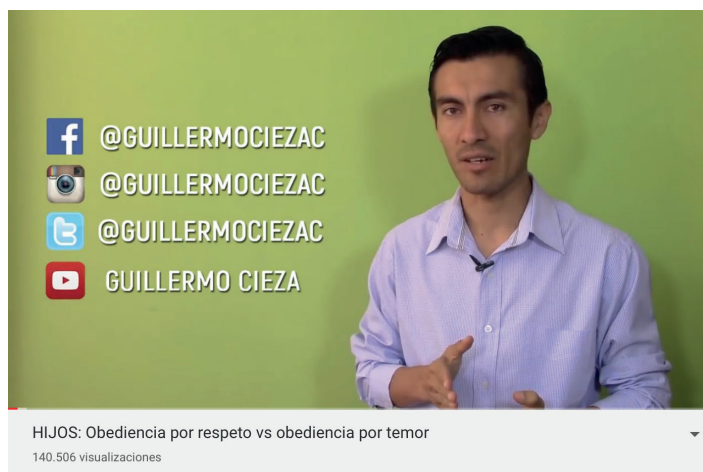 @GUILLERMOCIEZAC
@GUILLERMOCIEZAC
@GUILLERMOCIEZAC
GUILLERMO CIEZA
HIJOS: Obediencia por respeto vs obediencia por temor
140.506 visualizaciones